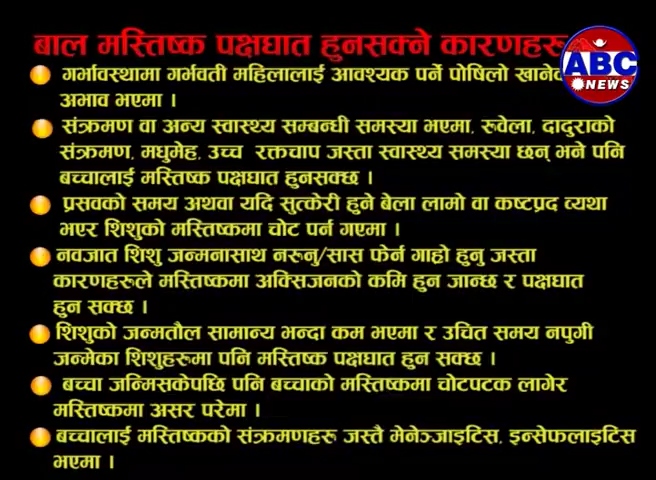 बाल मस्तिष्क पक्षघात हुनसक्ने कारणहरु
ABC
NEWS
गर्भावस्थामा गर्भवती महिलालाई आवश्यक पर्ने पोषिलो
अभाव भएमा ।
संक्रमण वा अन्य स्वास्थ्य सम्बन्धी समस्या भएमा, रुवेला, दादुराको
संक्रमण, मधुमेह, उच्च रक्तचाप जस्ता स्वास्थ्य समस्या छन् भने पनि
बच्चालाई मस्तिष्क पक्षघात हुनसक्छ ।
प्रसवको समय अथवा यदि सुत्केरी हुने बेला लामो वा कष्टप्रद व्यथा
भएर शिशुको मस्तिष्कमा चोट पर्न गएमा ।
नवजात शिशु जन्मनासाथ नरुनु/सास फेर्न गाह्रो हुनु जस्ता
कारणहरुले मस्तिष्कमा अक्सिजनको कमि हुन जान्छ र पक्षघात
हुन सक्छ ।
शिशुको जन्मतौल सामान्य भन्दा कम भएमा र उचित समय नपुगी
जन्मेका शिशुहरुमा पनि मस्तिष्क पक्षघात हुन सक्छ ।
बच्चा जन्मिसकेपछि पनि बच्चाको मस्तिष्कमा चोटपटक लागेर
मस्तिष्कमा असर परेमा ।
बच्चालाई मस्तिष्कको संक्रमणहरु जस्तै मेनेञ्जाइटिस, इन्सेफलाइटिस
भएमा ।